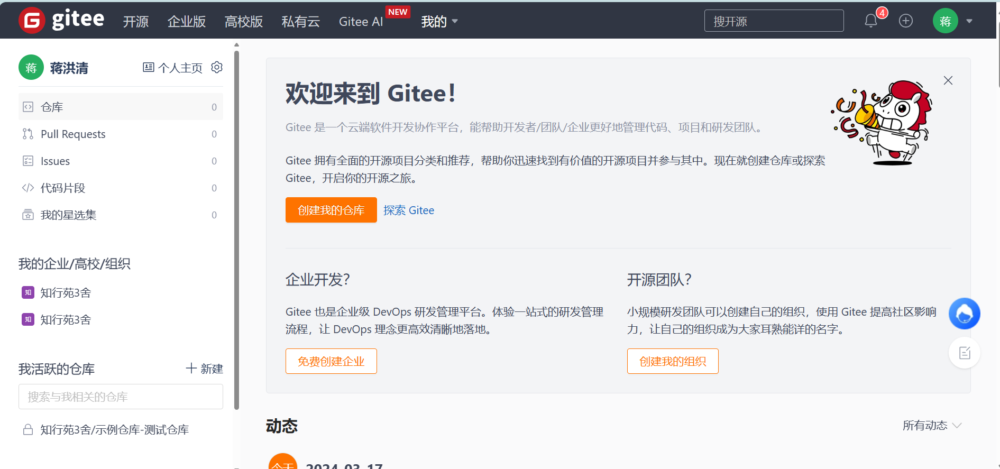 gitee
开源
企业版
高校版
私有云
Gitee AI
NEW
我的
搜开源
4
蒋
蒋
蒋洪清
个人主页
仓库 0
Pull Requests 0
Issues 0
代码片段 0
我的星选集 0
我的企业/高校/组织
知 知行苑3舍
知 知行苑3舍
我活跃的仓库
新建
搜索与我相关的仓库
知行苑3舍/示例仓库-测试仓库
欢迎来到 Gitee！
Gitee 是一个云端软件开发协作平台，能帮助开发者/团队/企业更好地管理代码、项目和研发团队。
Gitee 拥有全面的开源项目分类和推荐，帮助你迅速找到有价值的开源项目并参与其中。现在就创建仓库或探索
Gitee，开启你的开源之旅。
创建我的仓库
探索 Gitee
企业开发？
Gitee 也是企业级 DevOps 研发管理平台。体验一站式的研发管理
流程，让 DevOps 理念更高效清晰地落地。
免费创建企业
开源团队？
小规模研发团队可以创建自己的组织，使用 Gitee 提高社区影响
力，让自己的组织成为大家耳熟能详的名字。
创建我的组织
动态
所有动态
今天
2024-03-17